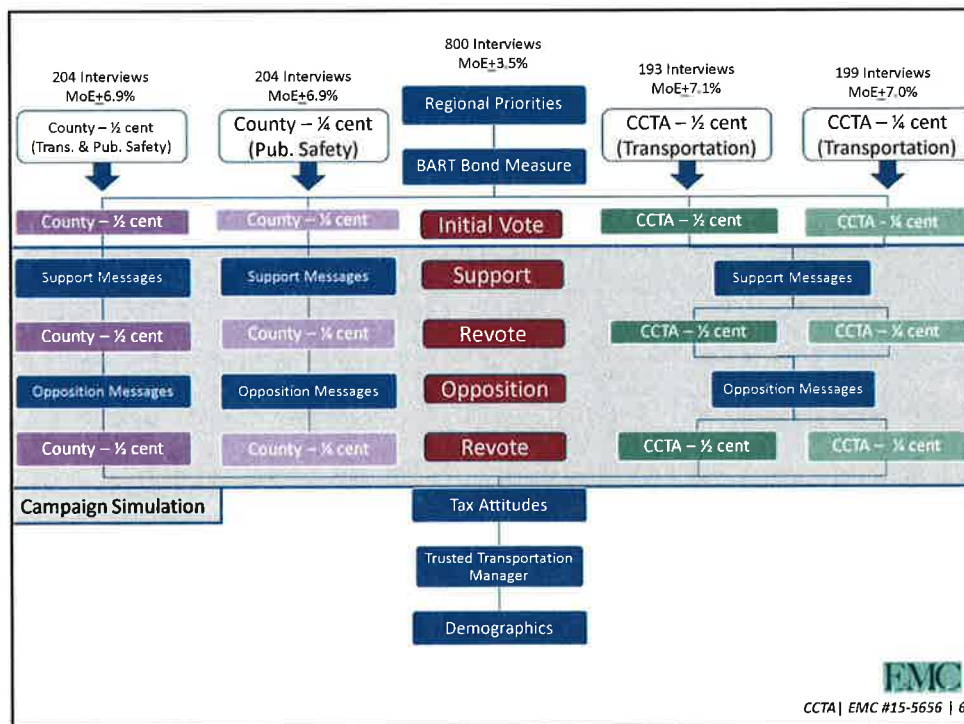 800 Interviews
MoE±3.5%
204 Interviews
MoE±6.9%
204 Interviews
MoE±6.9%
193 Interviews
MoE±7.1%
199 Interviews
MoE±7.0%
Regional Priorities
County – ½ cent
(Trans. & Pub. Safety)
County – ¼ cent
(Pub. Safety)
CCTA – ½ cent
(Transportation)
CCTA – ¼ cent
(Transportation)
BART Bond Measure
County – ½ cent
County – ¼ cent
Initial Vote
CCTA – ½ cent
CCTA - ¼ cent
Support Messages
Support Messages
Support
Support Messages
County – ½ cent
County – ¼ cent
Revote
CCTA – ½ cent
CCTA – ¼ cent
Opposition Messages
Opposition Messages
Opposition
Opposition Messages
County – ½ cent
County – ¼ cent
Revote
CCTA – ½ cent
CCTA – ¼ cent
Campaign Simulation
Tax Attitudes
Trusted Transportation
Manager
Demographics
EMC
CCTA | EMC #15-5656 | 6